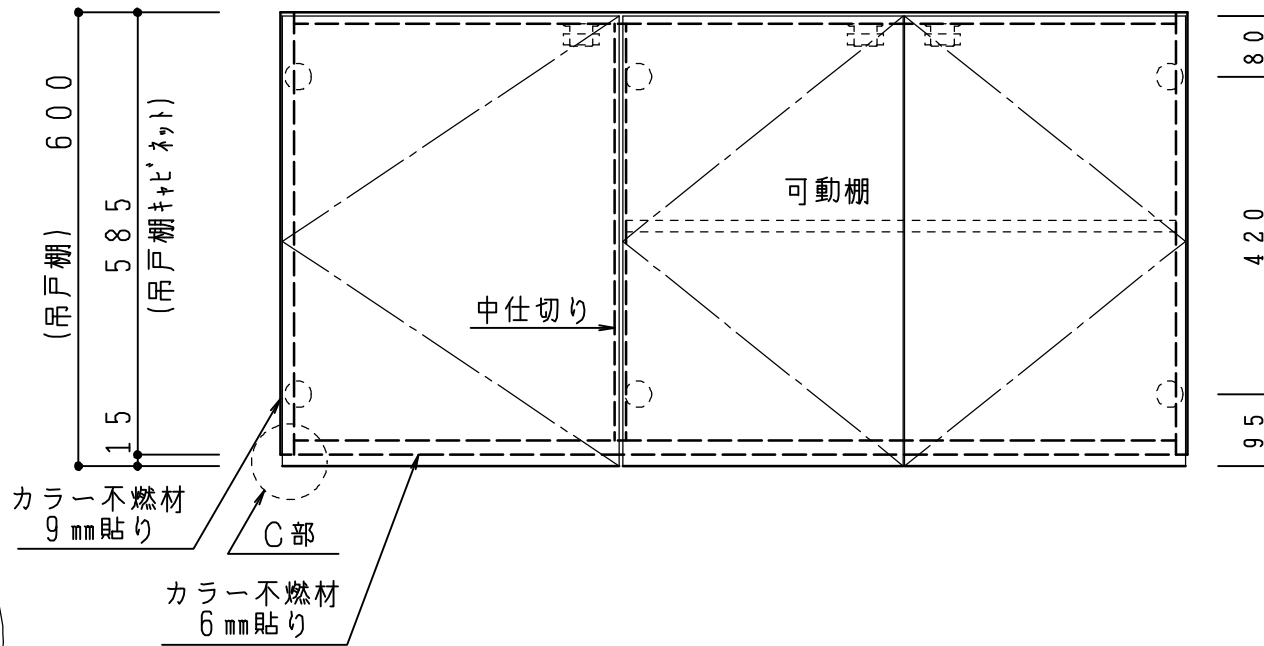 600
(吊戸棚)
585
(吊戸棚ｷｬﾋﾞﾈｯﾄ)
15
可動棚
中仕切り
80
420
95
カラー不燃材
9㎜貼り
C部
カラー不燃材
6㎜貼り